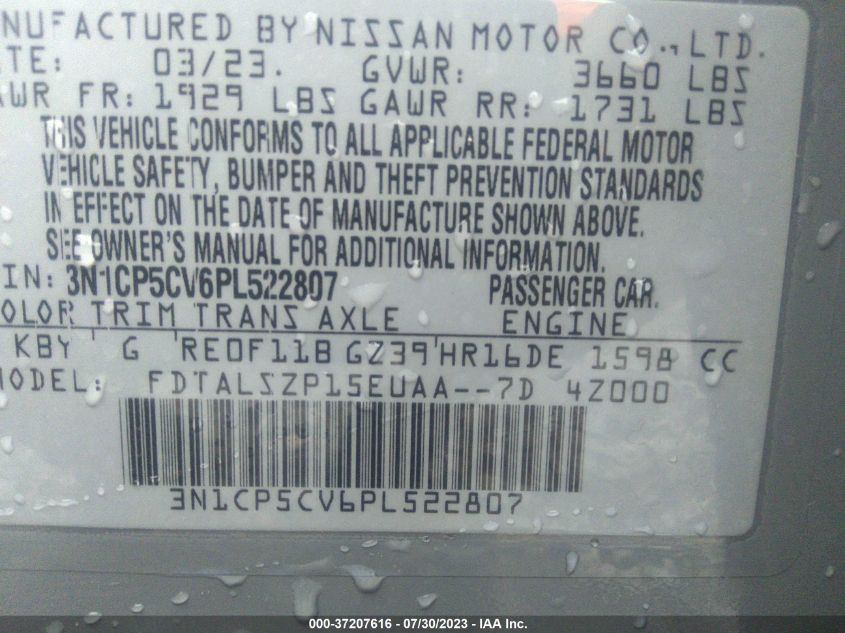 NUFACTURED BY NISSAN MOTOR CO., LTD.
TE: 03/23. GVWR: 3660 LBS
WR FR: 1929 LBS GAWR RR: 1731 LBS
THIS VEHICLE CONFORMS TO ALL APPLICABLE FEDERAL MOTOR
VEHICLE SAFETY, BUMPER AND THEFT PREVENTION STANDARDS
IN EFFECT ON THE DATE OF MANUFACTURE SHOWN ABOVE.
SEE OWNER'S MANUAL FOR ADDITIONAL INFORMATION.
IN: 3N1CP5CV6PL522807 PASSENGER CAR.
OLOR TRIM TRANS AXLE ENGINE
KBY G RE0F11B GZ39 HR16DE 1598 CC
MODEL: FDTALSZP15EUAA--7D 4Z000
3N1CP5CV6PL522807
000-37207616 - 07/30/2023 - IAA Inc.